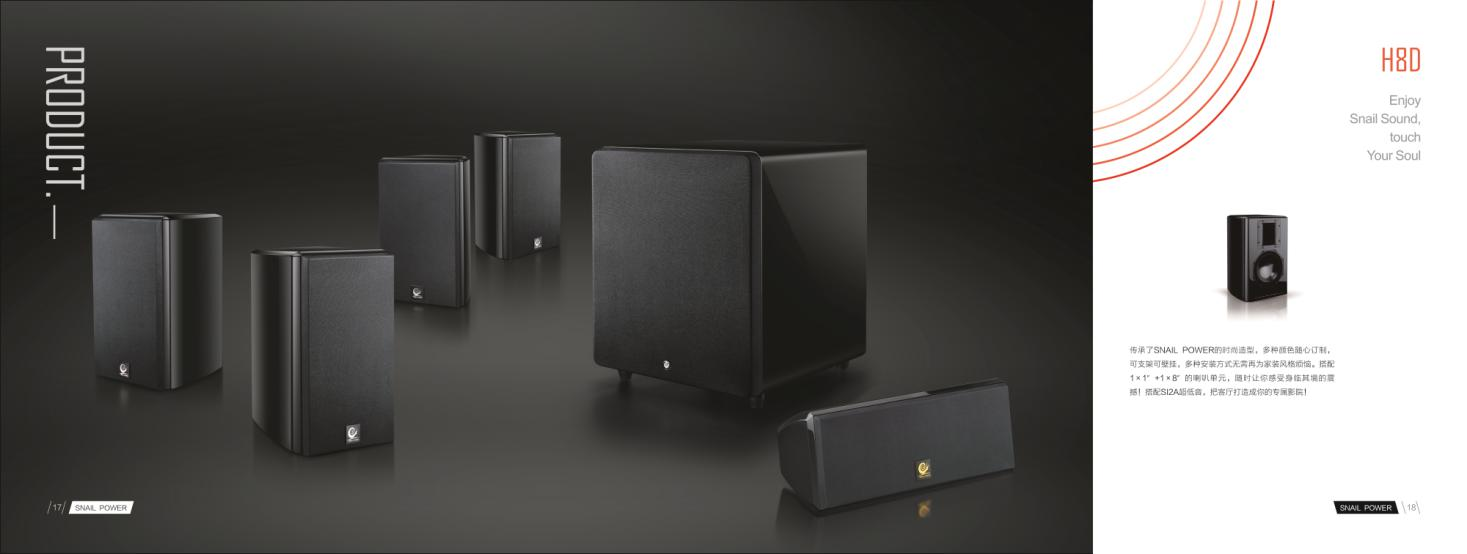 PRODUCT.
/17/ SNAIL POWER
H8D
Enjoy
Snail Sound,
touch
Your Soul
传承了SNAIL POWER的时尚造型，多种颜色随心订制，
可支架可壁挂，多种安装方式无需再为家装风格烦恼。搭配
1×1″ +1×8″ 的喇叭单元，随时让你感受身临其境的震
撼！搭配SI2A超低音，把客厅打造成你的专属影院！
SNAIL POWER \18\